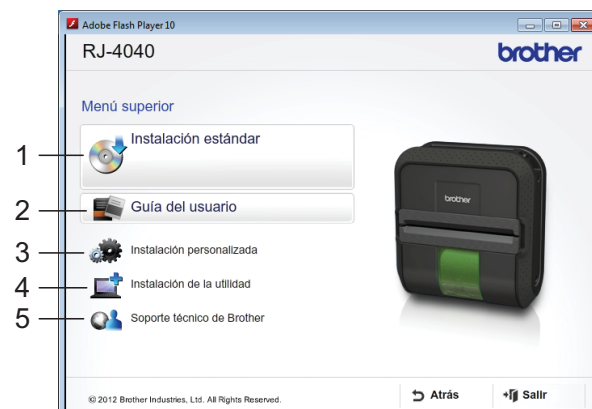 Adobe Flash Player 10
RJ-4040
brother
Menú superior
1
Instalación estándar
2
Guía del usuario
brother
3
Instalación personalizada
4
Instalación de la utilidad
5
Soporte técnico de Brother
© 2012 Brother Industries, Ltd. All Rights Reserved.
Atrás
Salir